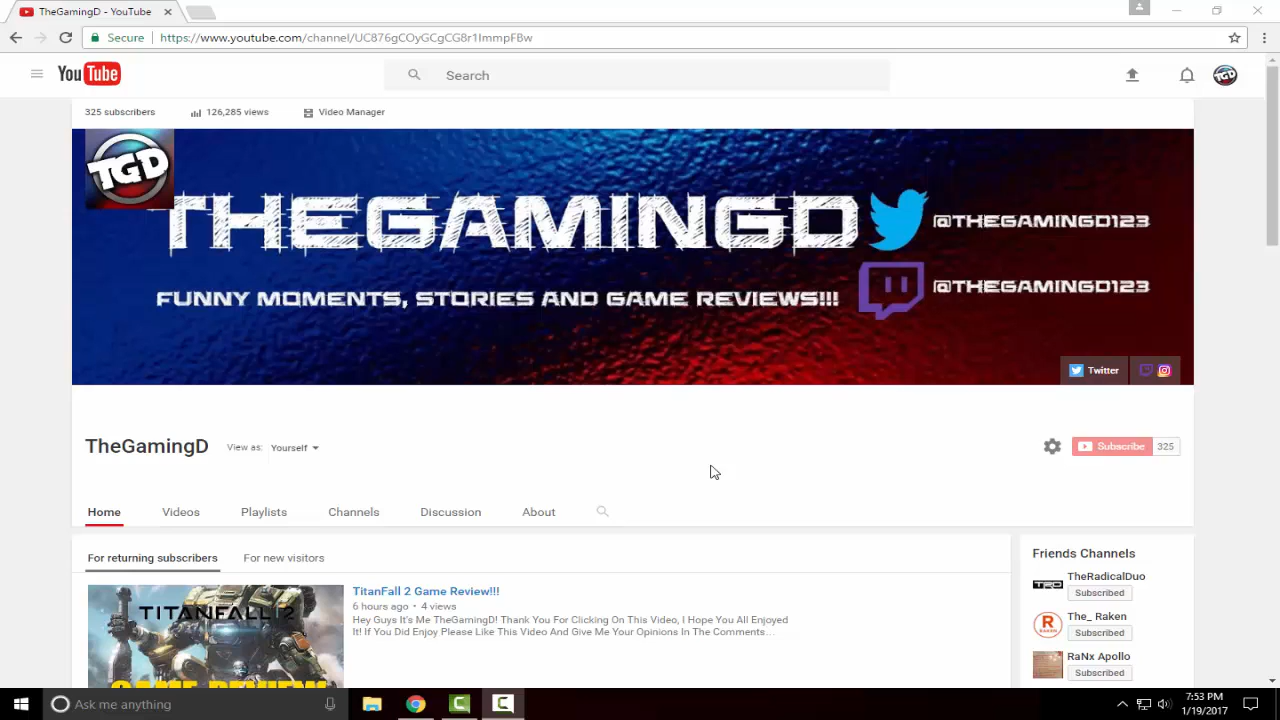 TheGamingD - YouTube
Secure https://www.youtube.com/channel/UC876gCOyGCgCG8r1ImmpFBw
YouTube
Search
TGD
325 subscribers
126,285 views
Video Manager
TGD
THEGAMINGD
@THEGAMINGD123
FUNNY MOMENTS, STORIES AND GAME REVIEWS!!!
@THEGAMINGD123
Twitter
TheGamingD
View as: Yourself
Subscribe 325
Home Videos Playlists Channels Discussion About
For returning subscribers For new visitors
TITANFALL 2
GAME REVIEW!
TitanFall 2 Game Review!!!
6 hours ago • 4 views
Hey Guys It's Me TheGamingD! Thank You For Clicking On This Video, I Hope You All Enjoyed
It! If You Did Enjoy Please Like This Video And Give Me Your Opinions In The Comments...
Friends Channels
TRD
TheRadicalDuo
Subscribed
R
RAKEN
The_ Raken
Subscribed
RaNx Apollo
Subscribed
Ask me anything
7:53 PM
1/19/2017